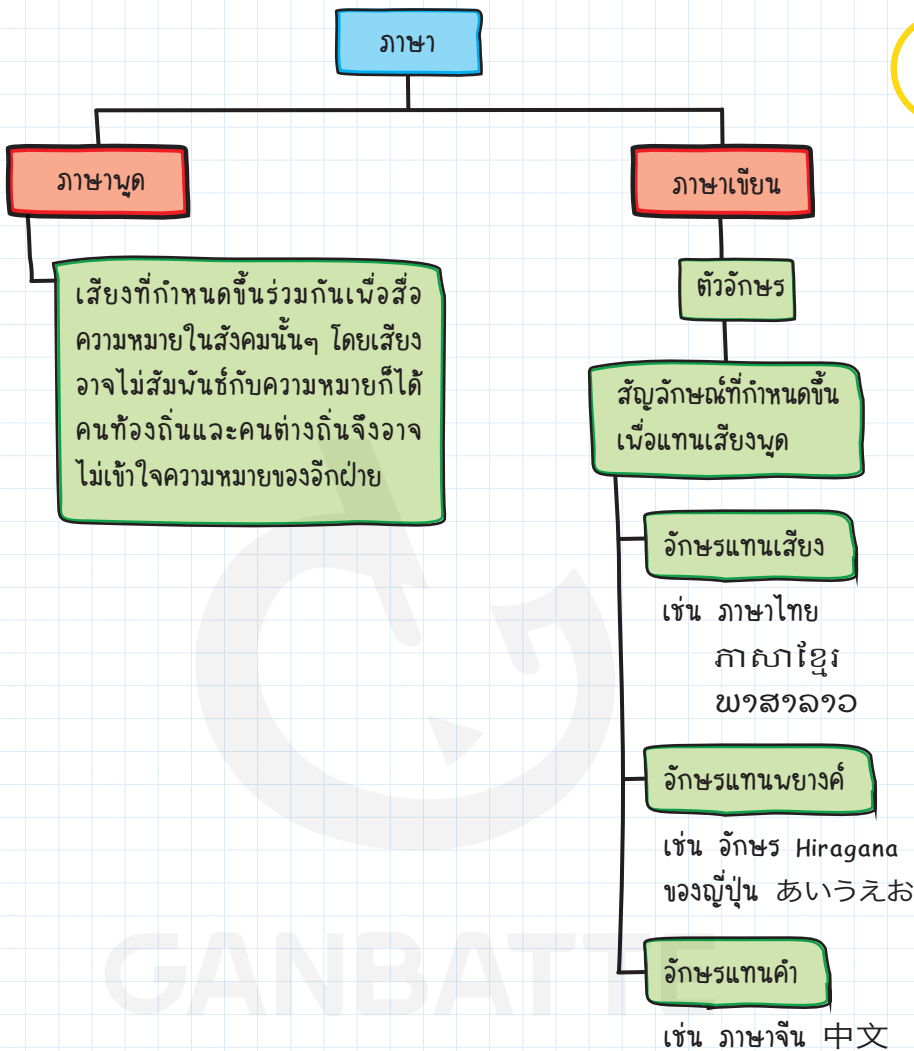 ภาษา
ภาษาพูด
เสียงที่กำหนดขึ้นร่วมกันเพื่อสื่อ
ความหมายในสังคมนั้นๆ โดยเสียง
อาจไม่สัมพันธ์กับความหมายก็ได้
คนท้องถิ่นและคนต่างถิ่นจึงอาจ
ไม่เข้าใจความหมายของอีกฝ่าย
ภาษาเขียน
ตัวอักษร
สัญลักษณ์ที่กำหนดขึ้น
เพื่อแทนเสียงพูด
อักษรแทนเสียง
เช่น ภาษาไทย
ភាសាខ្មែរ
ພາສາລາວ
อักษรแทนพยางค์
เช่น อักษร Hiragana
ของญี่ปุ่น あいうえお
อักษรแทนคำ
เช่น ภาษาจีน 中文
GANBATTE